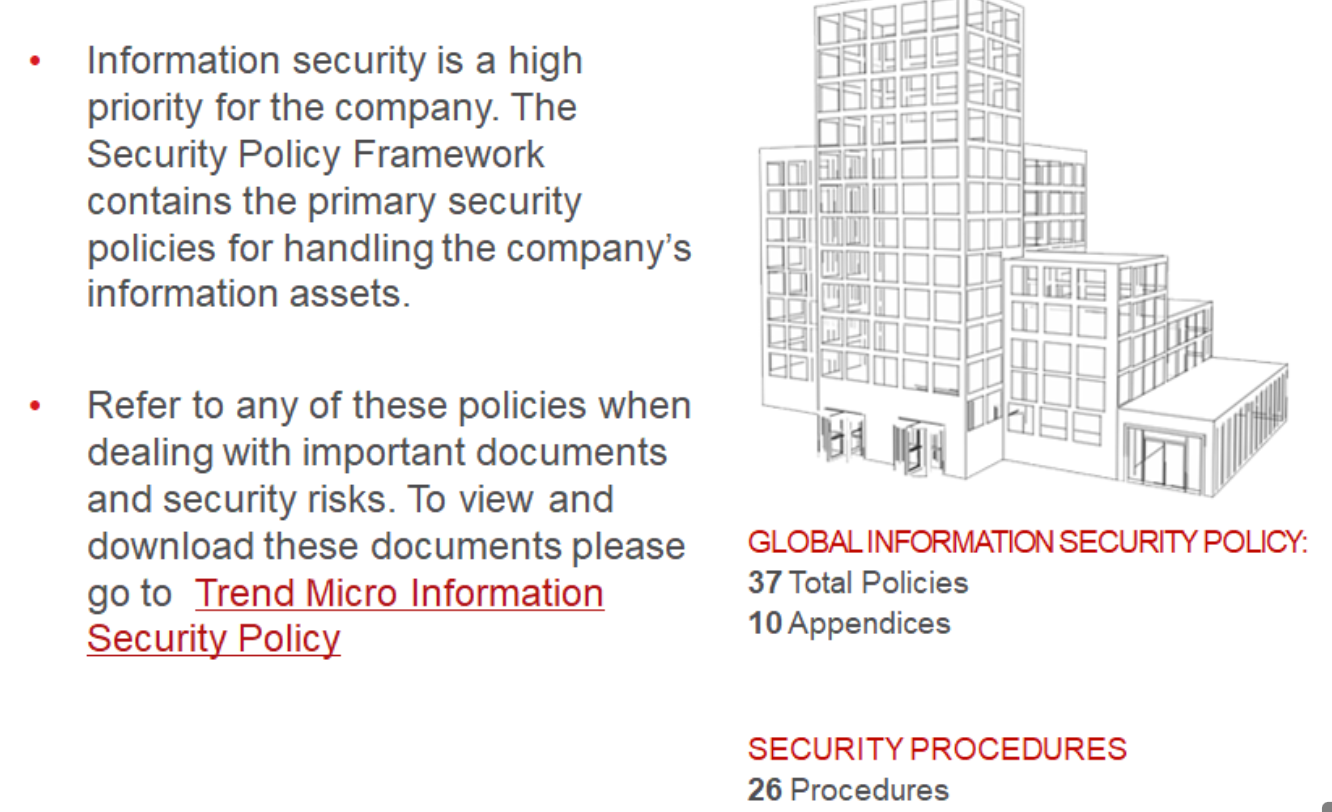 • Information security is a high
priority for the company. The
Security Policy Framework
contains the primary security
policies for handling the company’s
information assets.
• Refer to any of these policies when
dealing with important documents
and security risks. To view and
download these documents please
go to Trend Micro Information
Security Policy
GLOBAL INFORMATION SECURITY POLICY:
37 Total Policies
10 Appendices
SECURITY PROCEDURES
26 Procedures